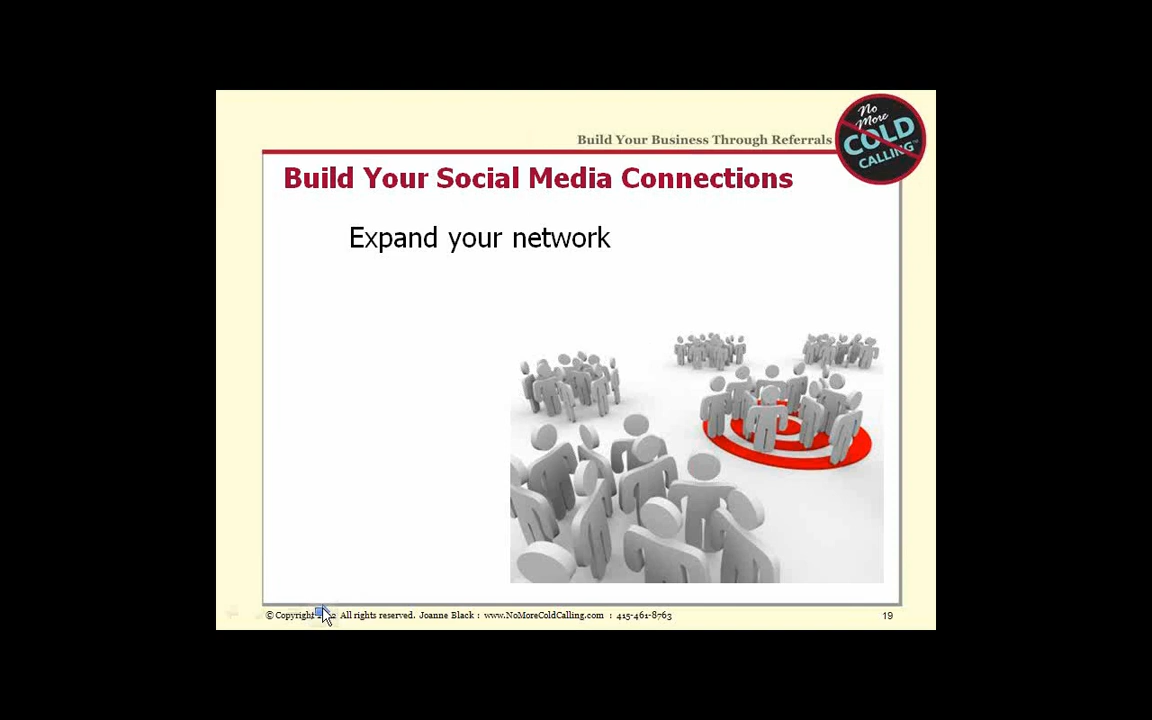 Build Your Business Through Referrals
No
More
COLD
CALLING™
Build Your Social Media Connections
Expand your network
© Copyright All rights reserved. Joanne Black : www.NoMoreColdCalling.com : 415-461-8763
19